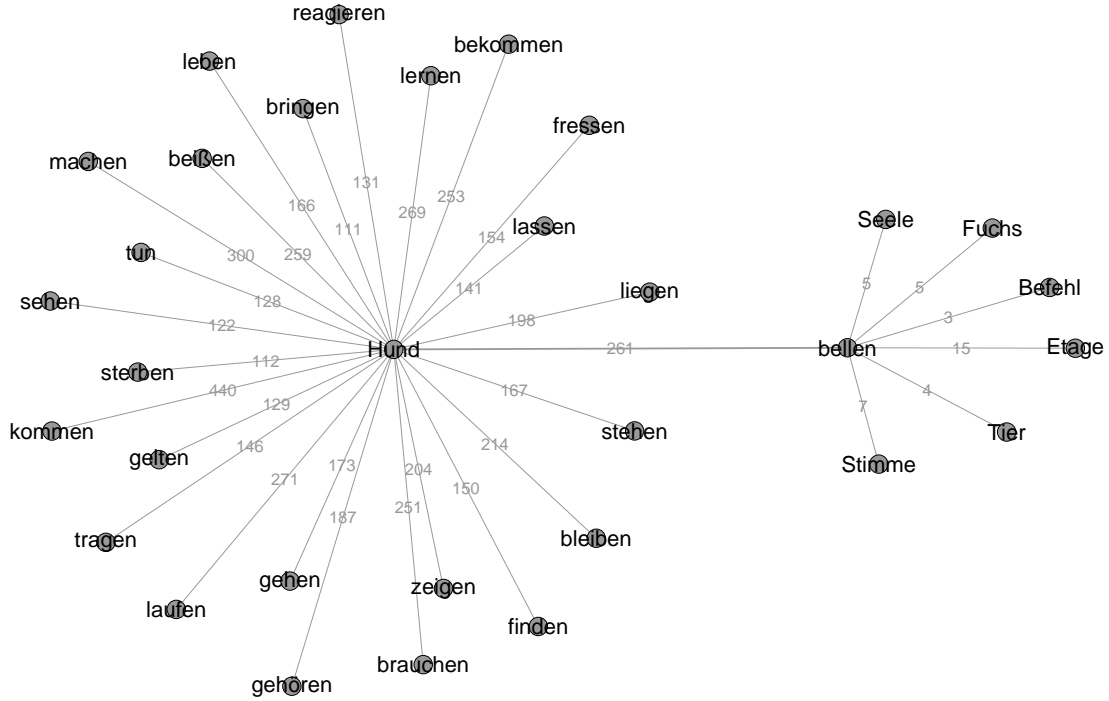 reagieren
bekommen
leben
lernen
bringen
fressen
machen
beißen
131
253
166
269
Seele
111
lassen
Fuchs
154
300
259
tun
5
5
141
Befehl
liegen
sehen
128
3
122
198
Hund
261
bellen
15
Etage
112
sterben
440
167
4
129
7
kommen
stehen
Tier
146
214
gelten
173
204
Stimme
271
150
251
187
tragen
bleiben
gehen
zeigen
laufen
finden
brauchen
gehören